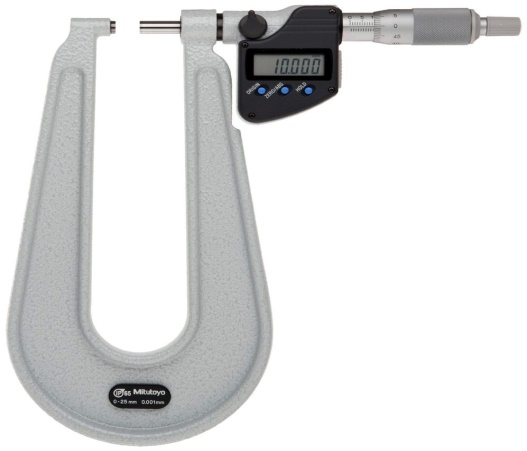 10.000
ORIGIN ZERO/ABS HOLD
IP65 Mitutoyo
0-25mm 0.001mm